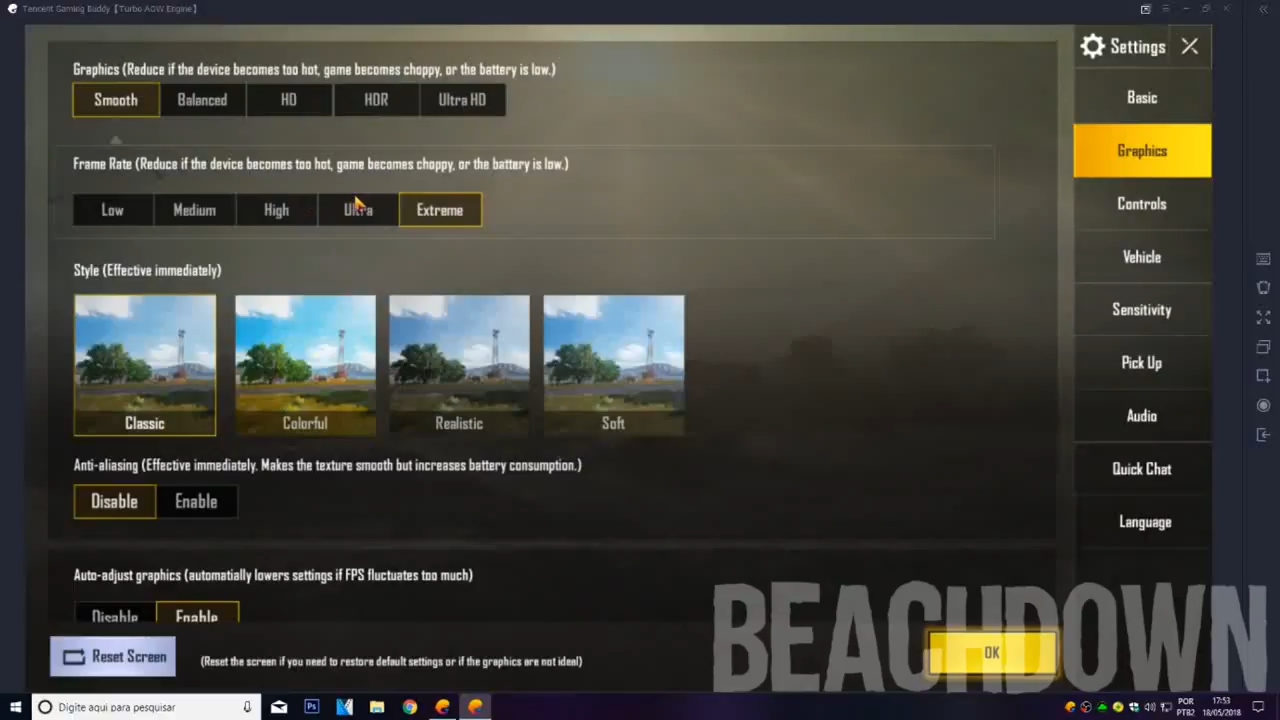 Tencent Gaming Buddy【Turbo AOW Engine】
Graphics (Reduce if the device becomes too hot, game becomes choppy, or the battery is low.)
Smooth Balanced HD HDR Ultra HD
Frame Rate (Reduce if the device becomes too hot, game becomes choppy, or the battery is low.)
Low Medium High Ultra Extreme
Style (Effective immediately)
Classic Colorful Realistic Soft
Anti-aliasing (Effective immediately. Makes the texture smooth but increases battery consumption.)
Disable Enable
Auto-adjust graphics (automatially lowers settings if FPS fluctuates too much)
Disable Enable
Reset Screen
(Reset the screen if you need to restore default settings or if the graphics are not ideal)
OK
Settings
Basic
Graphics
Controls
Vehicle
Sensitivity
Pick Up
Audio
Quick Chat
Language
BEACHDOWN
Digite aqui para pesquisar
Ps
POR 17:53
PTB2 18/05/2018